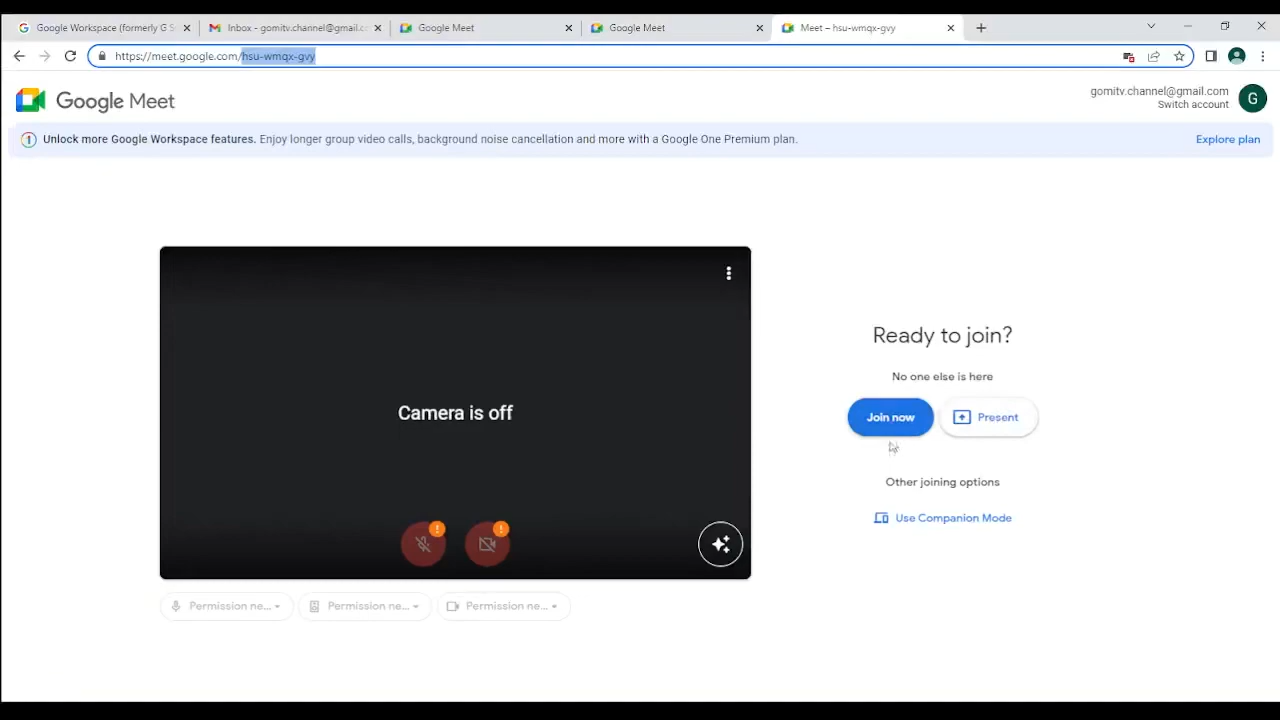 Google Workspace (formerly G S
Inbox - gomitv.channel@gmail.c
Google Meet
Google Meet
Meet – hsu-wmqx-gvy
https://meet.google.com/hsu-wmqx-gvy
Google Meet
gomitv.channel@gmail.com
Switch account
G
Unlock more Google Workspace features. Enjoy longer group video calls, background noise cancellation and more with a Google One Premium plan.
Explore plan
Camera is off
Ready to join?
No one else is here
Join now
Present
Other joining options
Use Companion Mode
Permission ne...
Permission ne...
Permission ne...